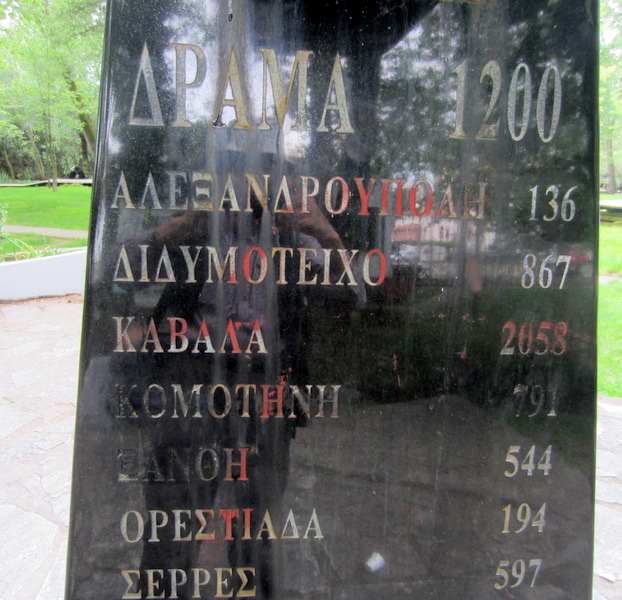 ΔΡΑΜΑ 1200
ΑΛΕΞΑΝΔΡΟΥΠΟΛΗ 136
ΔΙΔΥΜΟΤΕΙΧΟ 867
ΚΑΒΑΛΑ 2058
ΚΟΜΟΤΗΝΗ 791
ΞΑΝΘΗ 544
ΟΡΕΣΤΙΑΔΑ 194
ΣΕΡΡΕΣ 597